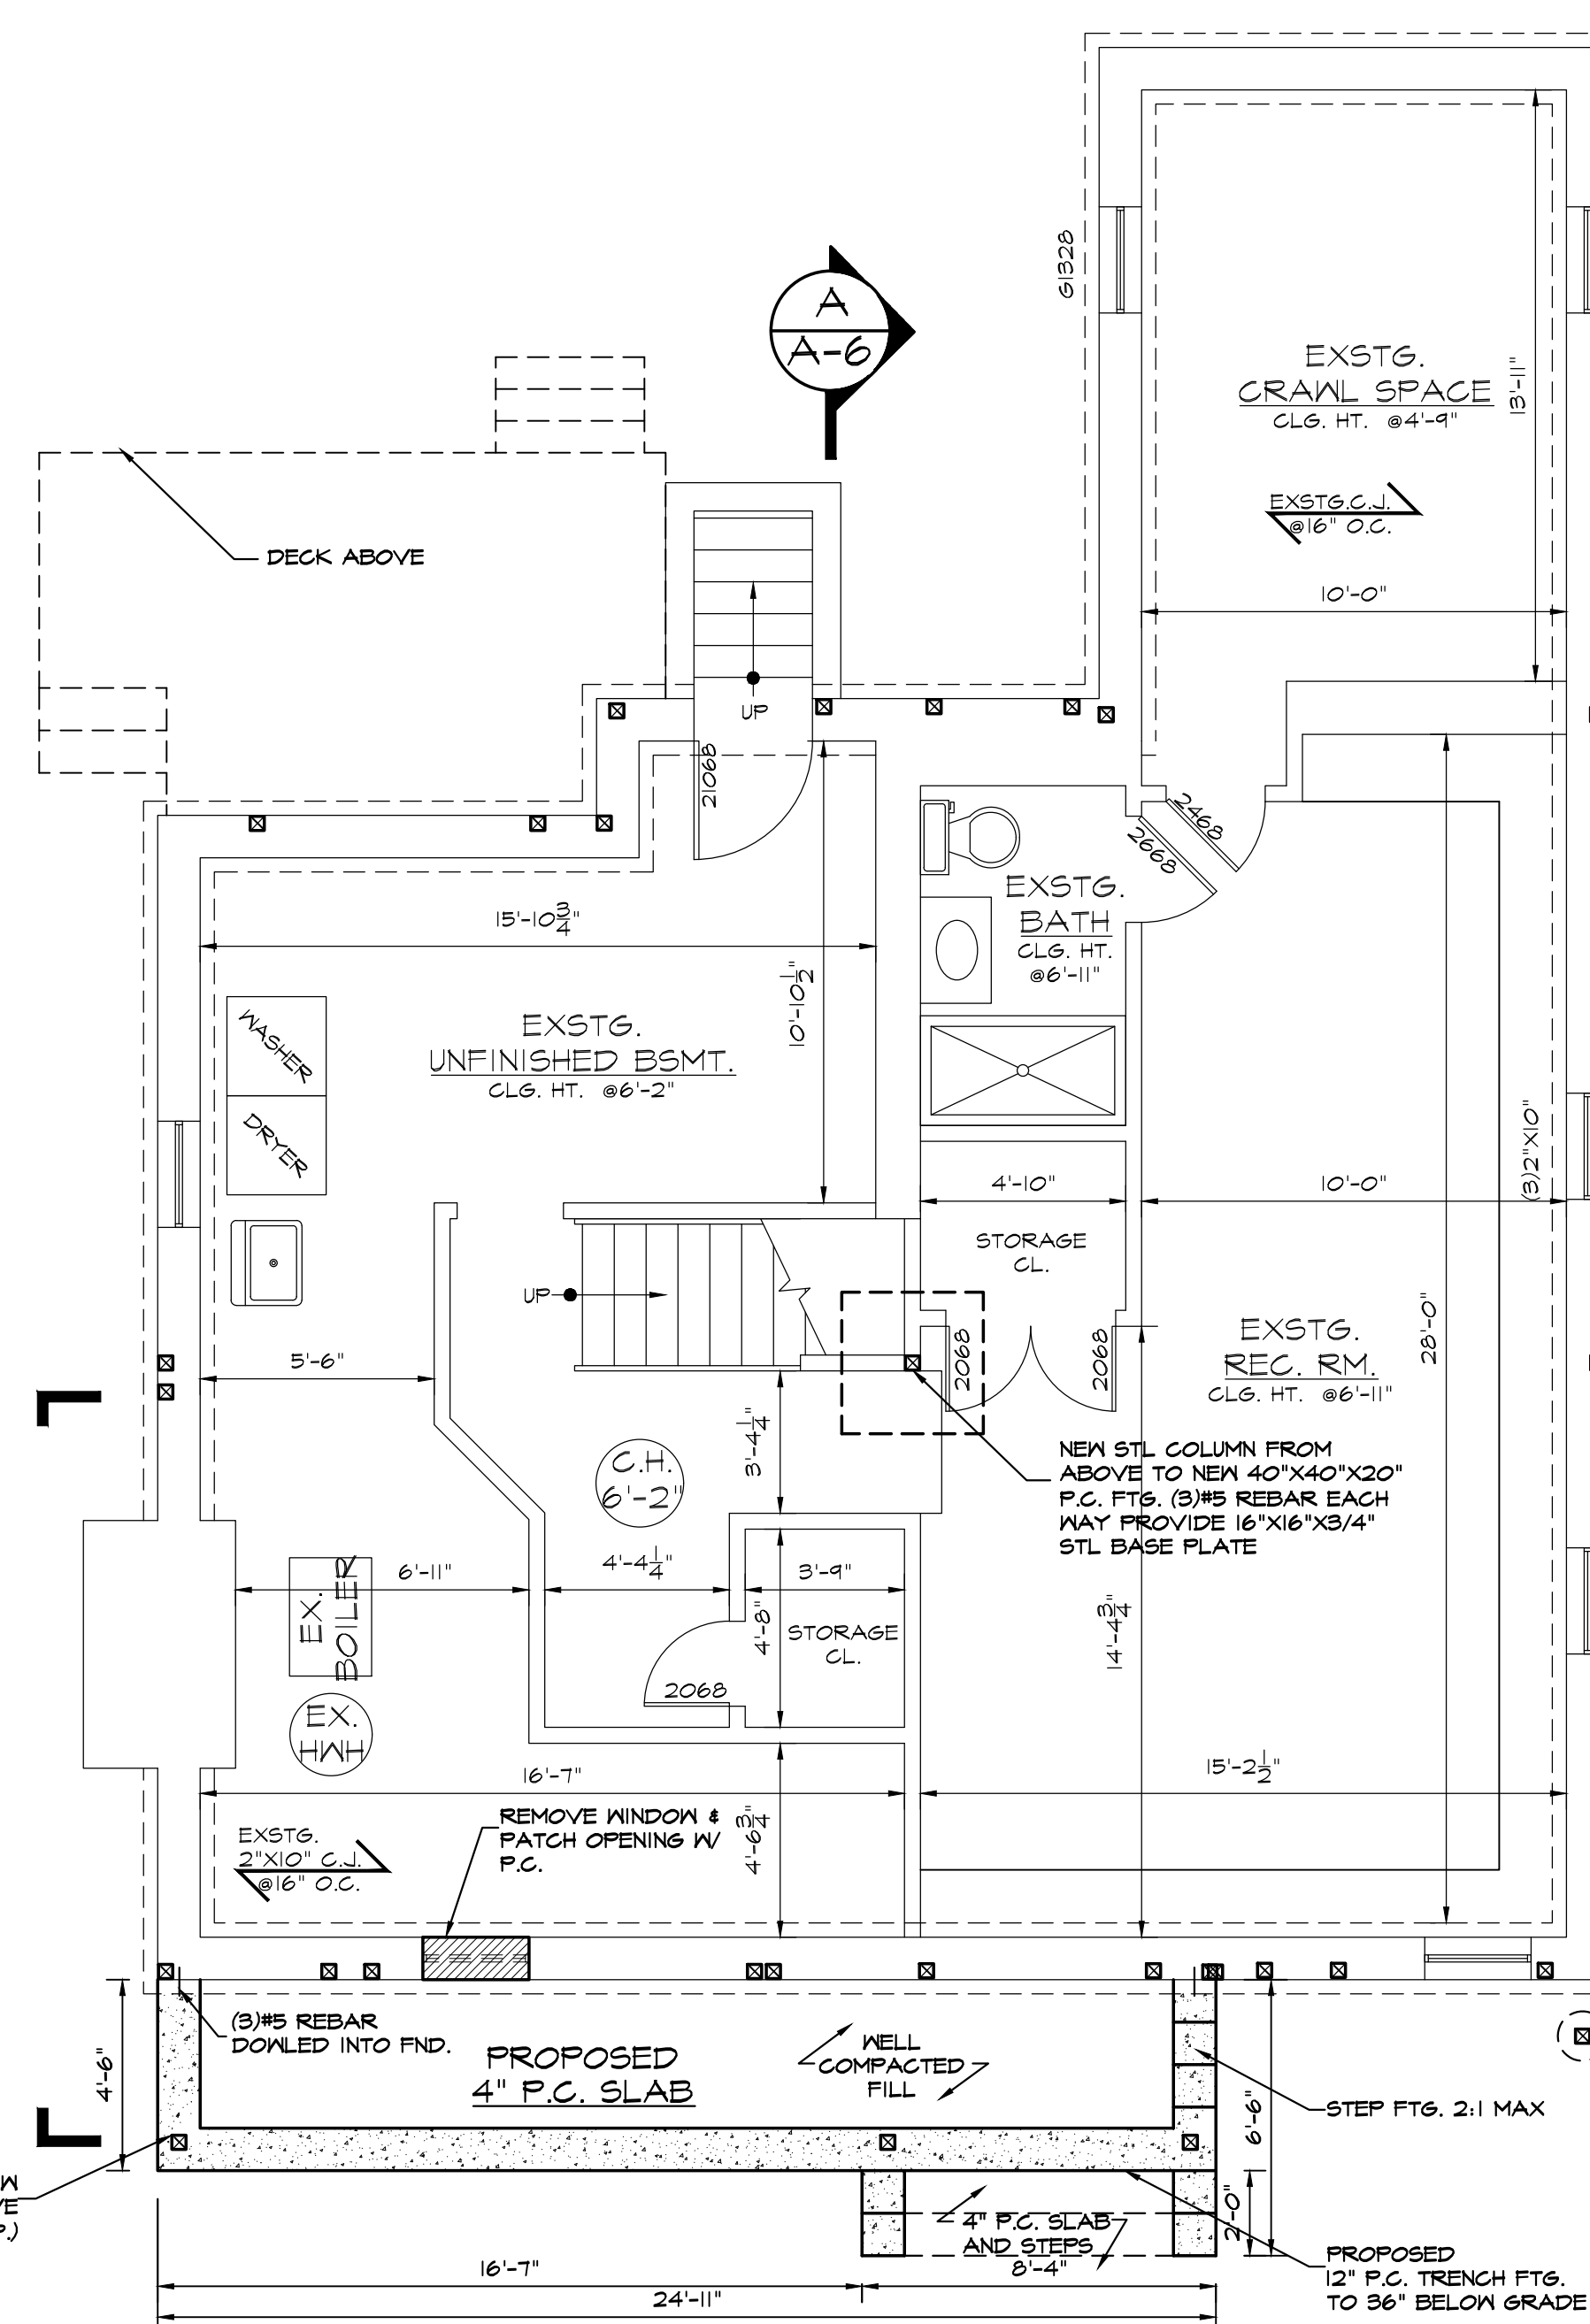 A
A-6
G1328
EXSTG.
CRAWL SPACE
CLG. HT. @4'-9"
13'-11"
EXSTG.C.J.
@16" O.C.
10'-0"
DECK ABOVE
UP
21068
2468
2668
15'-10 3/4"
10'-10 1/2"
EXSTG.
BATH
CLG. HT.
@6'-11"
WASHER
DRYER
EXSTG.
UNFINISHED BSMT.
CLG. HT. @6'-2"
4'-10"
10'-0"
(3)2"X10"
STORAGE
CL.
UP
2068
2068
28'-0"
5'-6"
EXSTG.
REC. RM.
CLG. HT. @6'-11"
3'-4 1/4"
C.H.
6'-2"
NEW STL COLUMN FROM
ABOVE TO NEW 40"X40"X20"
P.C. FTG. (3)#5 REBAR EACH
WAY PROVIDE 16"X16"X3/4"
STL BASE PLATE
EX.
BOILER
6'-11"
4'-4 1/4"
3'-9"
4'-8"
STORAGE
CL.
14'-4 3/4"
2068
EX.
HWH
16'-7"
15'-2 1/2"
REMOVE WINDOW &
PATCH OPENING W/
P.C.
4'-6 3/4"
EXSTG.
2"X10" C.J.
@16" O.C.
(3)#5 REBAR
DOWLED INTO FND.
4'-6"
PROPOSED
4" P.C. SLAB
WELL
COMPACTED
FILL
STEP FTG. 2:1 MAX
6'-6"
2'-0"
4" P.C. SLAB
AND STEPS
PROPOSED
12" P.C. TRENCH FTG.
TO 36" BELOW GRADE
16'-7"
8'-4"
24'-11"